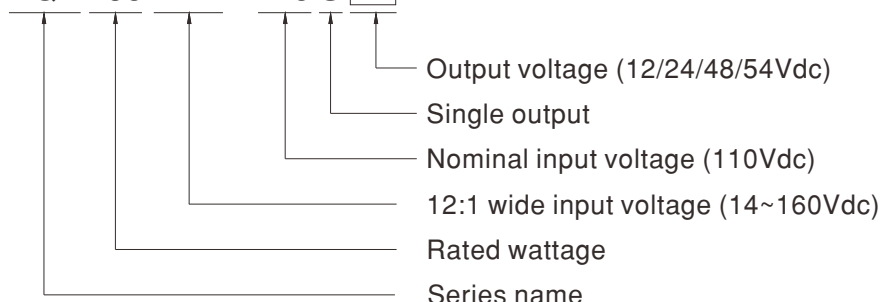 Output voltage (12/24/48/54Vdc)
Single output
Nominal input voltage (110Vdc)
12:1 wide input voltage (14~160Vdc)
Rated wattage
Series name